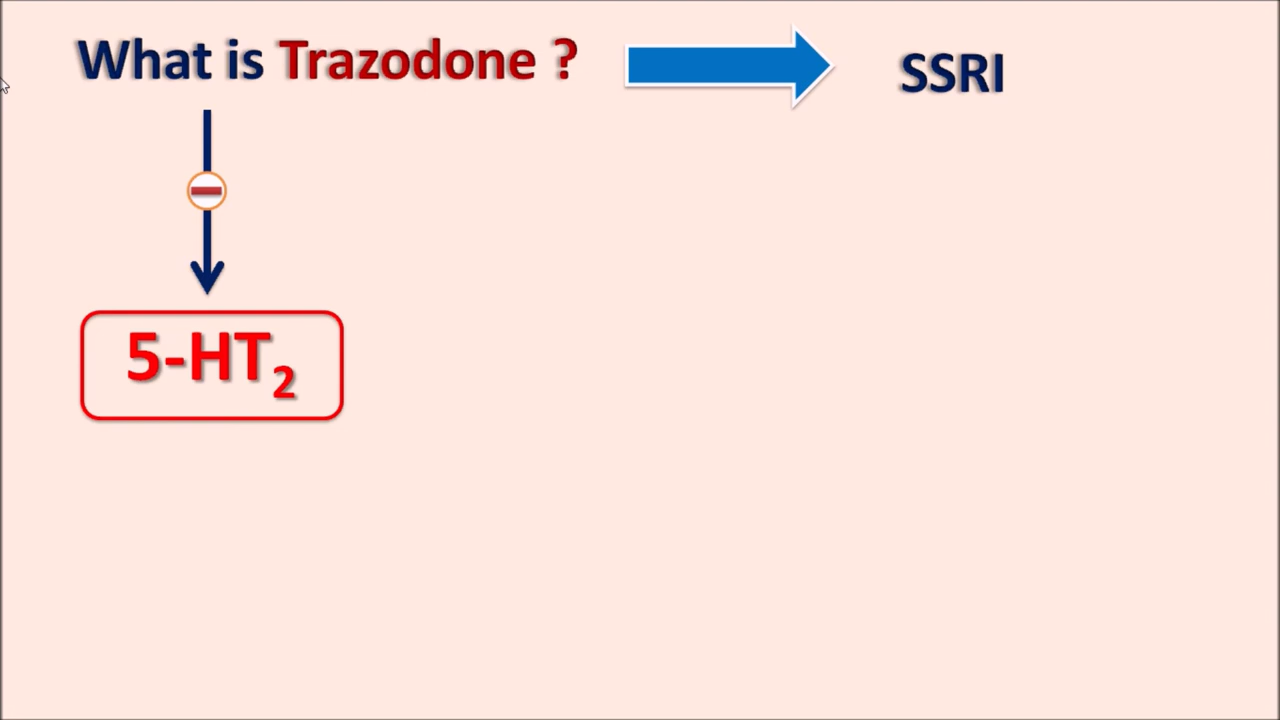 What is Trazodone ?
SSRI
5-HT₂